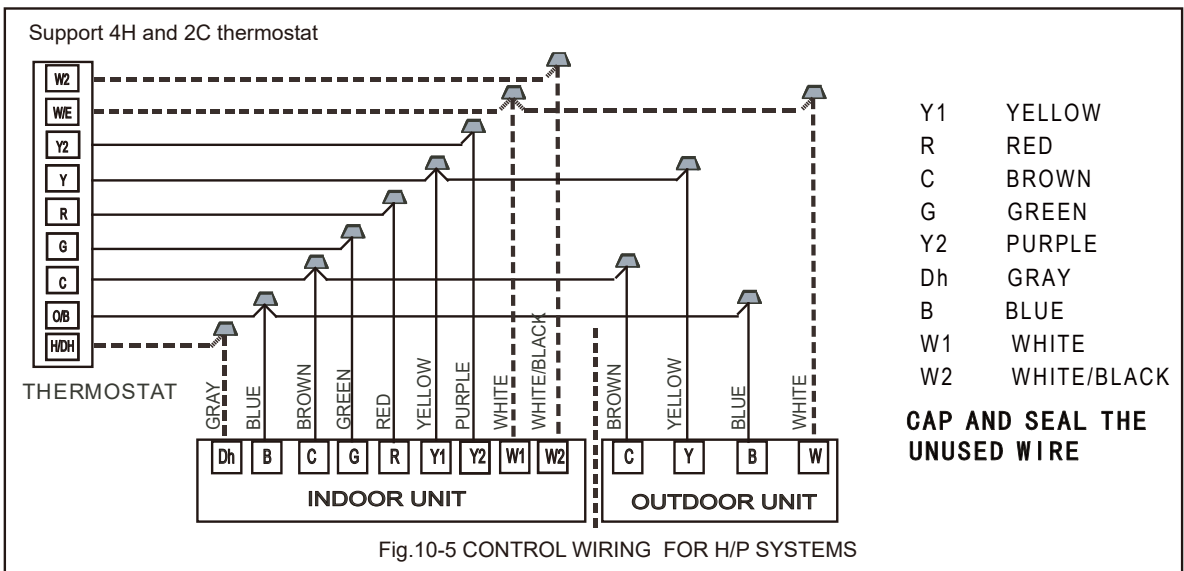 Support 4H and 2C thermostat
W2
W/E
Y2
Y
R
G
C
O/B
H/DH
THERMOSTAT
GRAY
BLUE
BROWN
GREEN
RED
YELLOW
PURPLE
WHITE
WHITE/BLACK
BROWN
YELLOW
BLUE
WHITE
Dh B C G R Y1 Y2 W1 W2
INDOOR UNIT
C Y B W
OUTDOOR UNIT
Y1 YELLOW
R RED
C BROWN
G GREEN
Y2 PURPLE
Dh GRAY
B BLUE
W1 WHITE
W2 WHITE/BLACK
CAP AND SEAL THE
UNUSED WIRE
Fig.10-5 CONTROL WIRING FOR H/P SYSTEMS